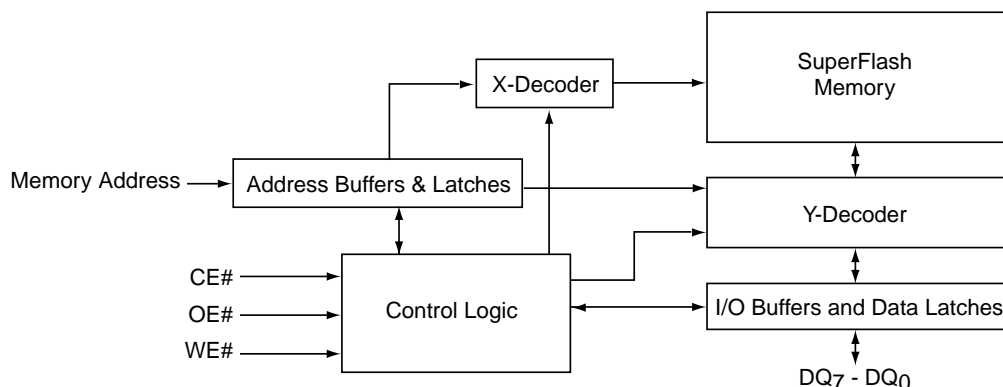 SuperFlash
Memory
X-Decoder
Memory Address
Address Buffers & Latches
Y-Decoder
CE#
OE#
WE#
Control Logic
I/O Buffers and Data Latches
DQ7 - DQ0